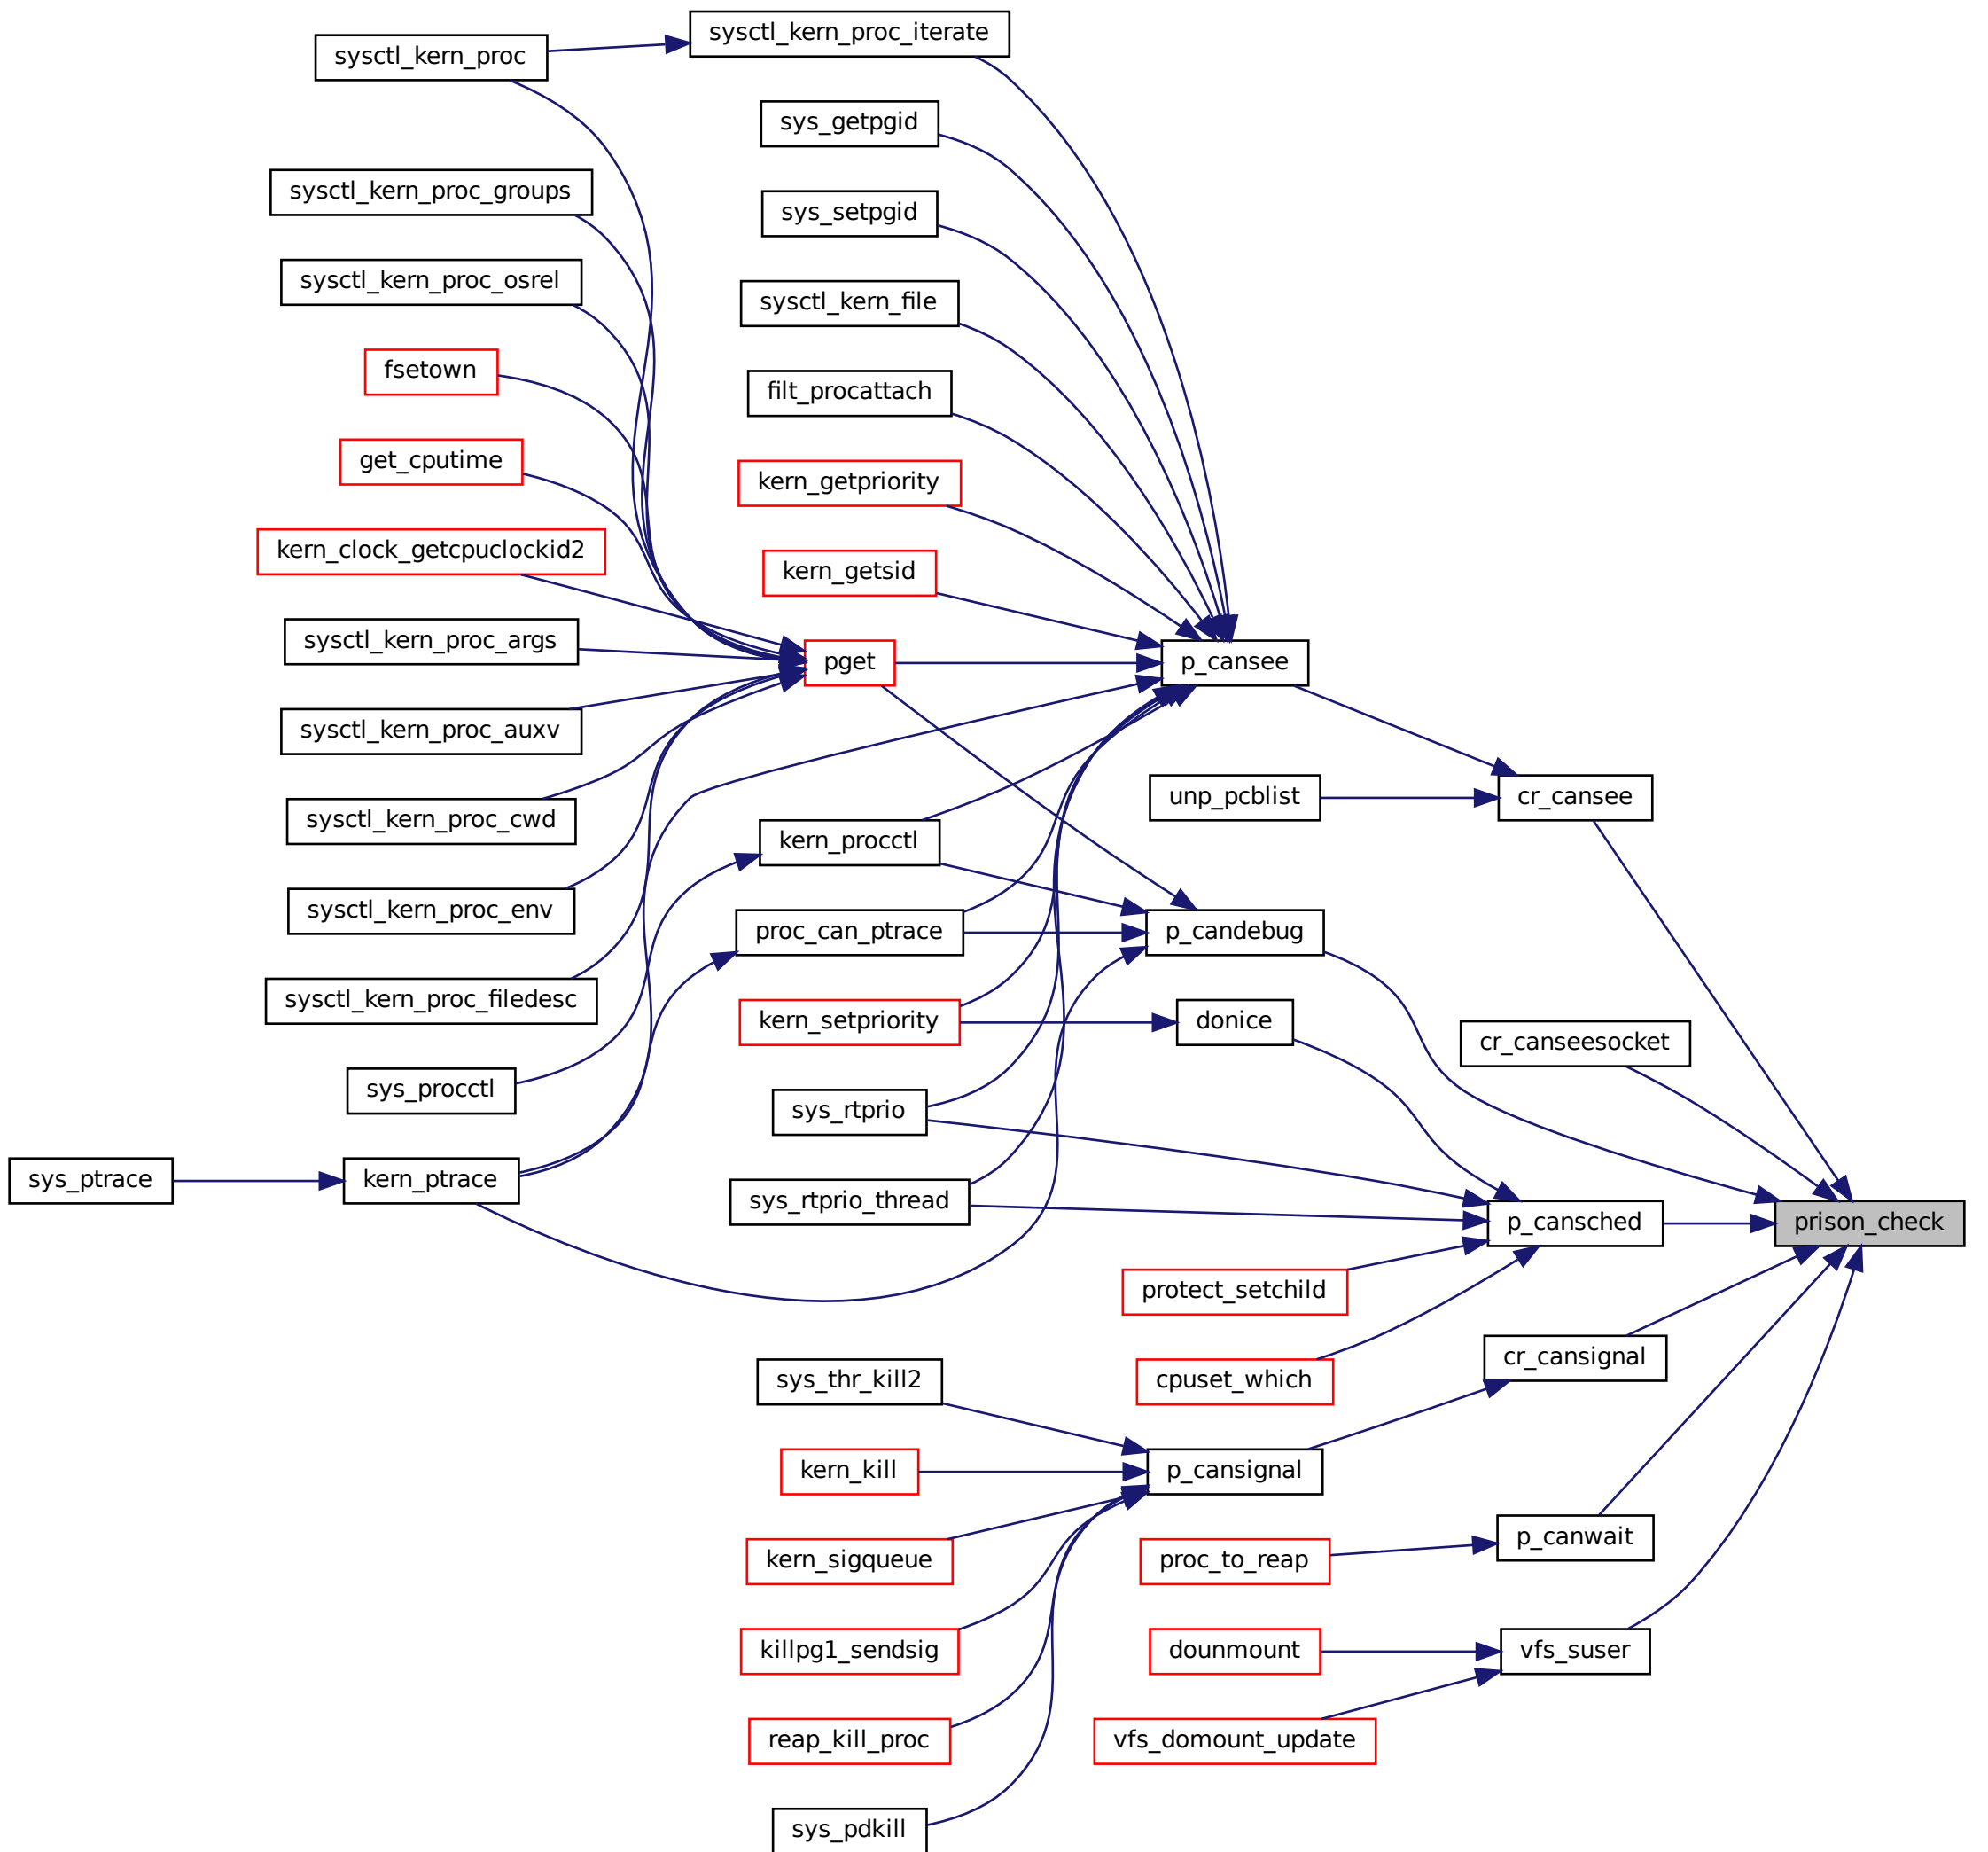 sysctl_kern_proc_iterate
sysctl_kern_proc
sys_getpgid
sysctl_kern_proc_groups
sys_setpgid
sysctl_kern_proc_osrel
sysctl_kern_file
fsetown
filt_procattach
get_cputime
kern_getpriority
kern_clock_getcpuclockid2
kern_getsid
sysctl_kern_proc_args
pget
p_cansee
sysctl_kern_proc_auxv
unp_pcblist
cr_cansee
sysctl_kern_proc_cwd
kern_procctl
sysctl_kern_proc_env
proc_can_ptrace
p_candebug
sysctl_kern_proc_filedesc
kern_setpriority
donice
cr_canseesocket
sys_procctl
sys_rtprio
sys_ptrace
kern_ptrace
sys_rtprio_thread
p_cansched
prison_check
protect_setchild
cr_cansignal
sys_thr_kill2
cpuset_which
kern_kill
p_cansignal
p_canwait
kern_sigqueue
proc_to_reap
killpg1_sendsig
dounmount
vfs_suser
reap_kill_proc
vfs_domount_update
sys_pdkill